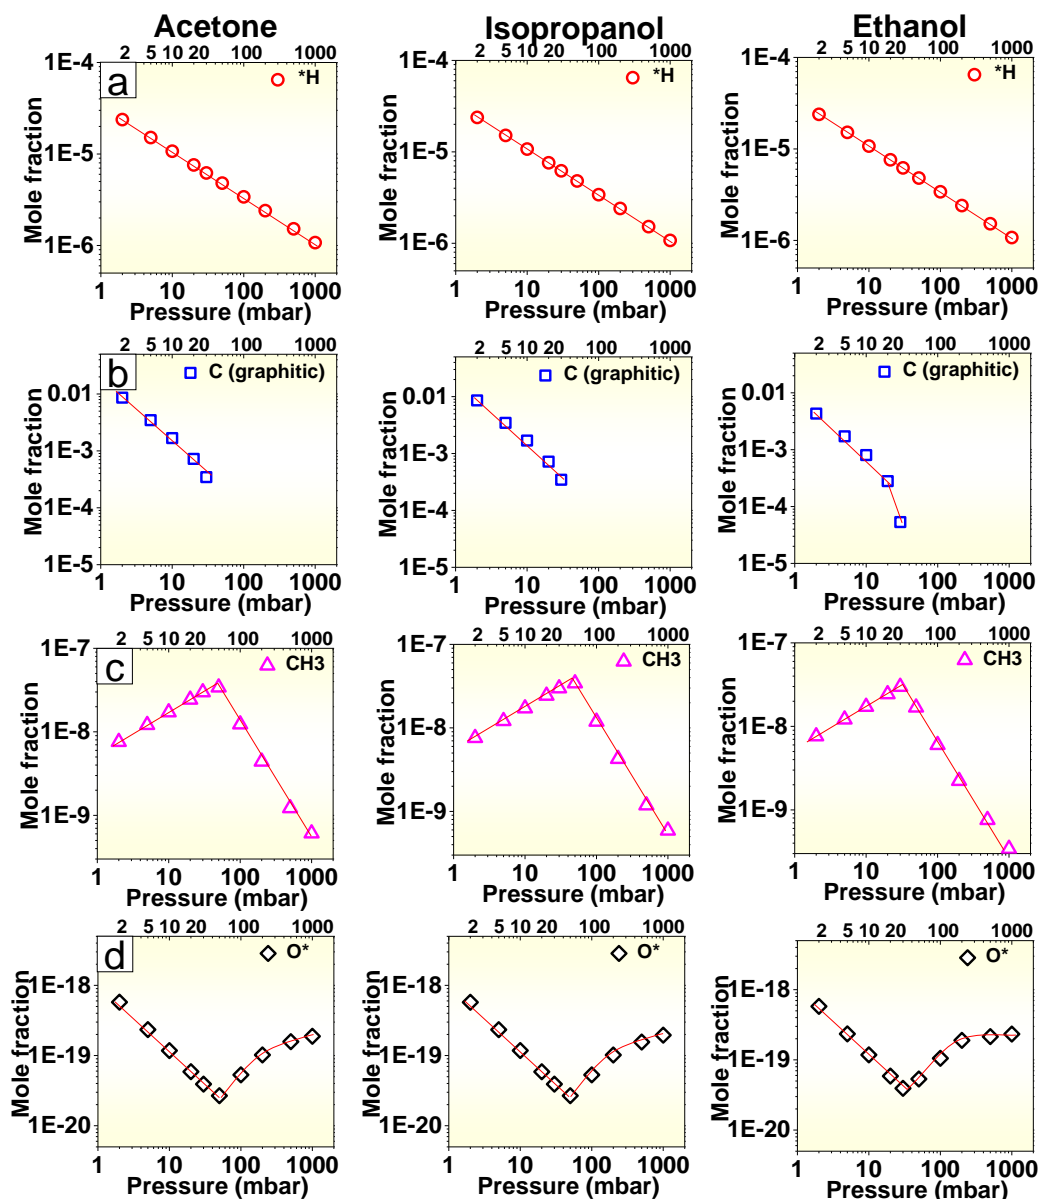 Acetone Isopropanol Ethanol
2 5 10 20 100 1000 2 5 10 20 100 1000 2 5 10 20 100 1000
a *H *H *H
Mole fraction 1E-4 1E-5 1E-6 Mole fraction 1E-4 1E-5 1E-6 Mole fraction 1E-4 1E-5 1E-6
1 10 100 1000 1 10 100 1000 1 10 100 1000
Pressure (mbar) Pressure (mbar) Pressure (mbar)
2 5 10 20 100 1000 2 5 10 20 100 1000 2 5 10 20 100 1000
b C (graphitic) C (graphitic) C (graphitic)
Mole fraction 0.01 1E-3 1E-4 1E-5 Mole fraction 0.01 1E-3 1E-4 1E-5 Mole fraction 0.01 1E-3 1E-4 1E-5
1 10 100 1000 1 10 100 1000 1 10 100 1000
Pressure (mbar) Pressure (mbar) Pressure (mbar)
2 5 10 20 100 1000 2 5 10 20 100 1000 2 5 10 20 100 1000
c CH3 CH3 CH3
Mole fraction 1E-7 1E-8 1E-9 Mole fraction 1E-7 1E-8 1E-9 Mole fraction 1E-7 1E-8 1E-9
1 10 100 1000 1 10 100 1000 1 10 100 1000
Pressure (mbar) Pressure (mbar) Pressure (mbar)
2 5 10 20 100 1000 2 5 10 20 100 1000 2 5 10 20 100 1000
d O* O* O*
Mole fraction 1E-18 1E-19 1E-20 Mole fraction 1E-18 1E-19 1E-20 Mole fraction 1E-18 1E-19 1E-20
1 10 100 1000 1 10 100 1000 1 10 100 1000
Pressure (mbar) Pressure (mbar) Pressure (mbar)